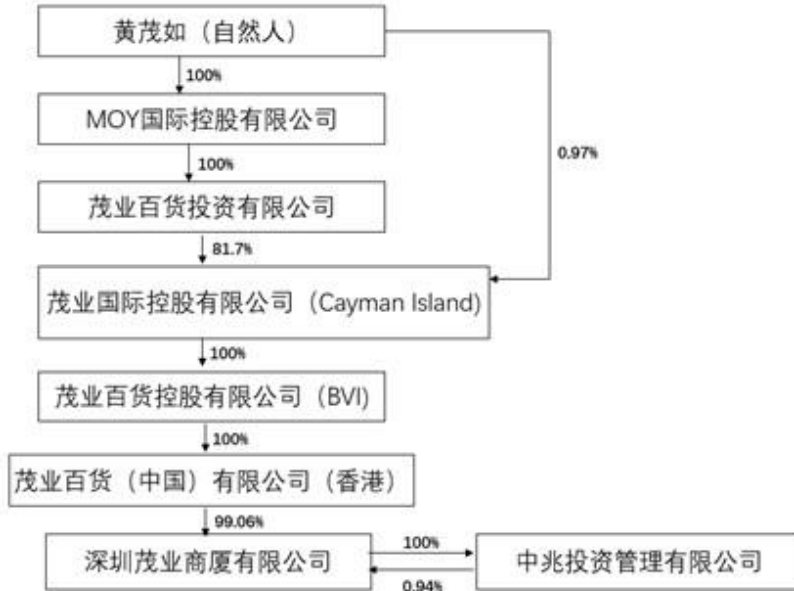 黄茂如（自然人）
100%
MOY国际控股有限公司
100%
0.97%
茂业百货投资有限公司
81.7%
茂业国际控股有限公司（Cayman Island)
100%
茂业百货控股有限公司（BVI)
100%
茂业百货（中国）有限公司（香港）
99.06%
深圳茂业商厦有限公司
100%
中兆投资管理有限公司
0.94%